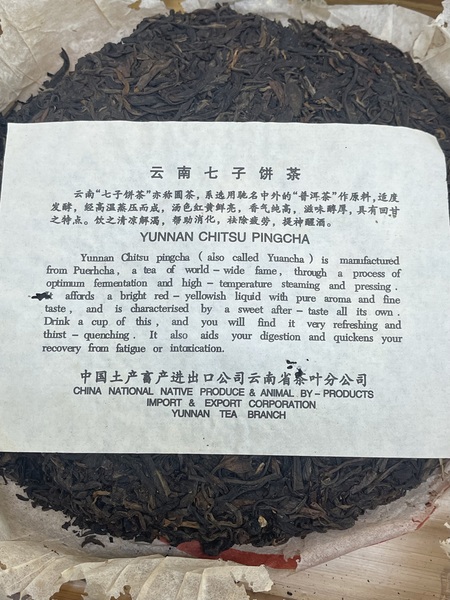 云南七子饼茶
云南“七子饼茶”亦称圆茶，系选用驰名中外的“普洱茶”作原料，适度
发酵，经高温蒸压而成，汤色红黄鲜亮，香气纯高，滋味醇厚，具有回甘
之特点。饮之清凉解渴，帮助消化，祛除疲劳，提神醒酒。
YUNNAN CHITSU PINGCHA
Yunnan Chitsu pingcha ( also called Yuancha ) is manufactured
from Puerhcha, a tea of world-wide fame, through a process of
optimum fermentation and high-temperature steaming and pressing.
affords a bright red-yellowish liquid with pure aroma and fine
taste, and is characterised by a sweet after-taste all its own.
Drink a cup of this, and you will find it very refreshing and
thirst-quenching. It also aids your digestion and quickens your
recovery from fatigue or intoxication.
中国土产畜产进出口公司云南省茶叶分公司
CHINA NATIONAL NATIVE PRODUCE & ANIMAL BY-PRODUCTS
IMPORT & EXPORT CORPORATION
YUNNAN TEA BRANCH